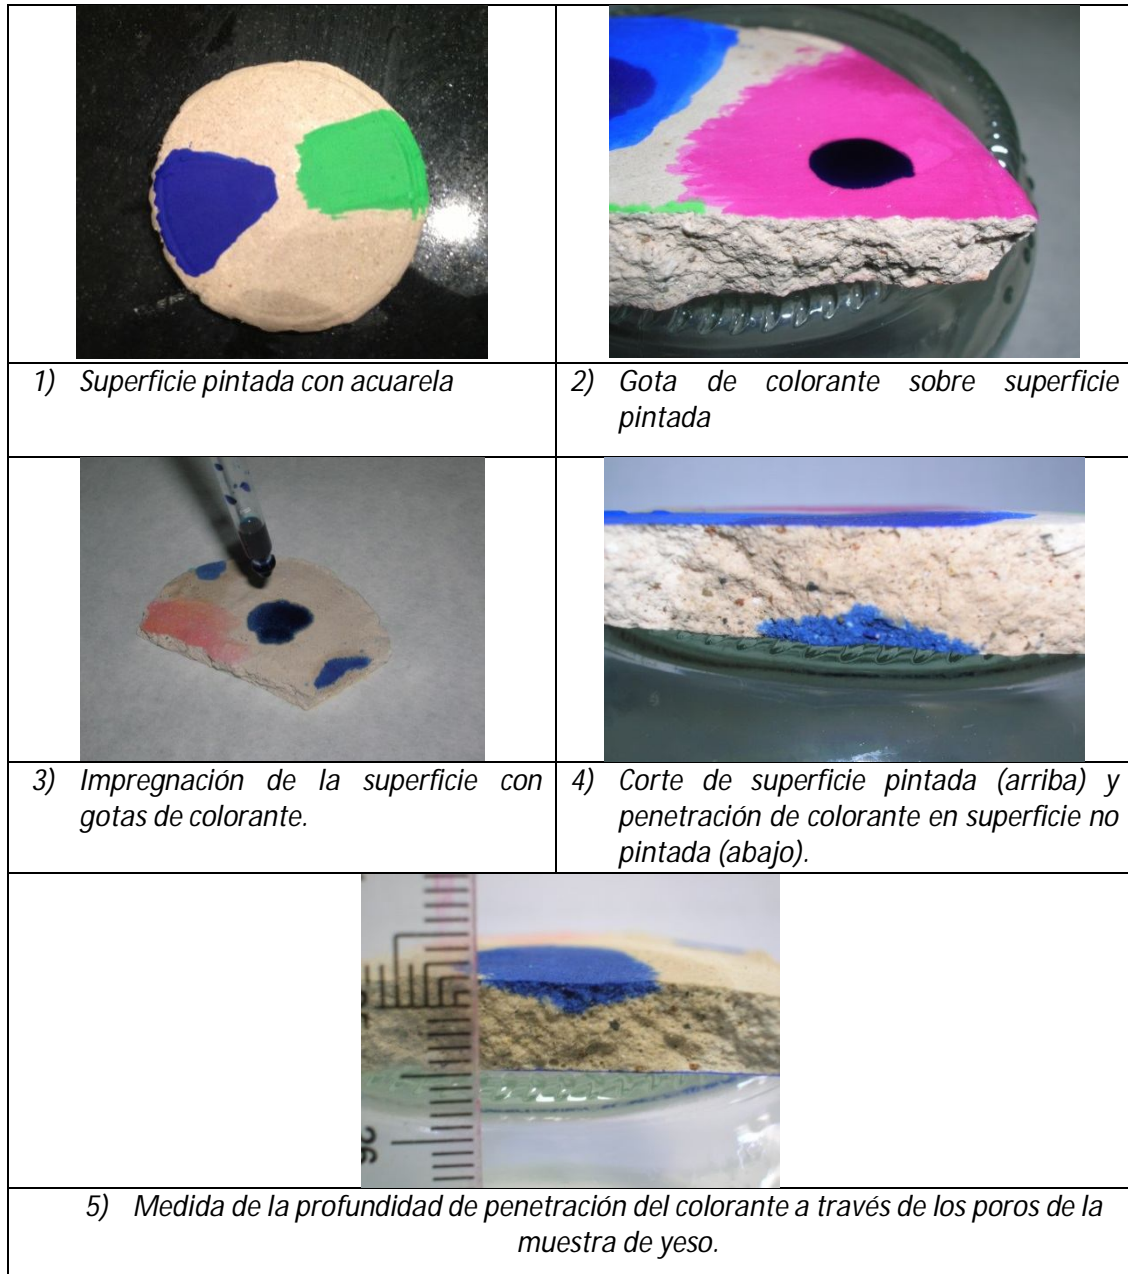 1) Superficie pintada con acuarela
2) Gota de colorante sobre superficie
pintada
3) Impregnación de la superficie con
gotas de colorante.
4) Corte de superficie pintada (arriba) y
penetración de colorante en superficie no
pintada (abajo).
26
5) Medida de la profundidad de penetración del colorante a través de los poros de la
muestra de yeso.